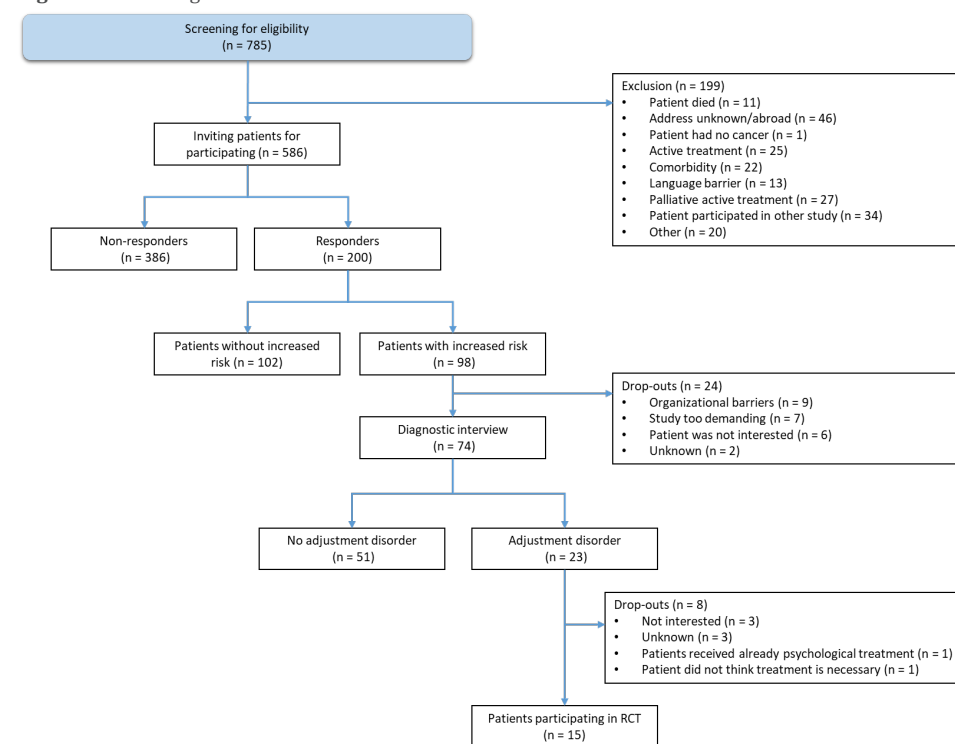 Screening for eligibility
(n = 785)
Exclusion (n = 199)
• Patient died (n = 11)
• Address unknown/abroad (n = 46)
• Patient had no cancer (n = 1)
• Active treatment (n = 25)
• Comorbidity (n = 22)
• Language barrier (n = 13)
• Palliative active treatment (n = 27)
• Patient participated in other study (n = 34)
• Other (n = 20)
Inviting patients for
participating (n = 586)
Non-responders
(n = 386)
Responders
(n = 200)
Patients without increased
risk (n = 102)
Patients with increased risk
(n = 98)
Drop-outs (n = 24)
• Organizational barriers (n = 9)
• Study too demanding (n = 7)
• Patient was not interested (n = 6)
• Unknown (n = 2)
Diagnostic interview
(n = 74)
No adjustment disorder
(n = 51)
Adjustment disorder
(n = 23)
Drop-outs (n = 8)
• Not interested (n = 3)
• Unknown (n = 3)
• Patients received already psychological treatment (n = 1)
• Patient did not think treatment is necessary (n = 1)
Patients participating in RCT
(n = 15)